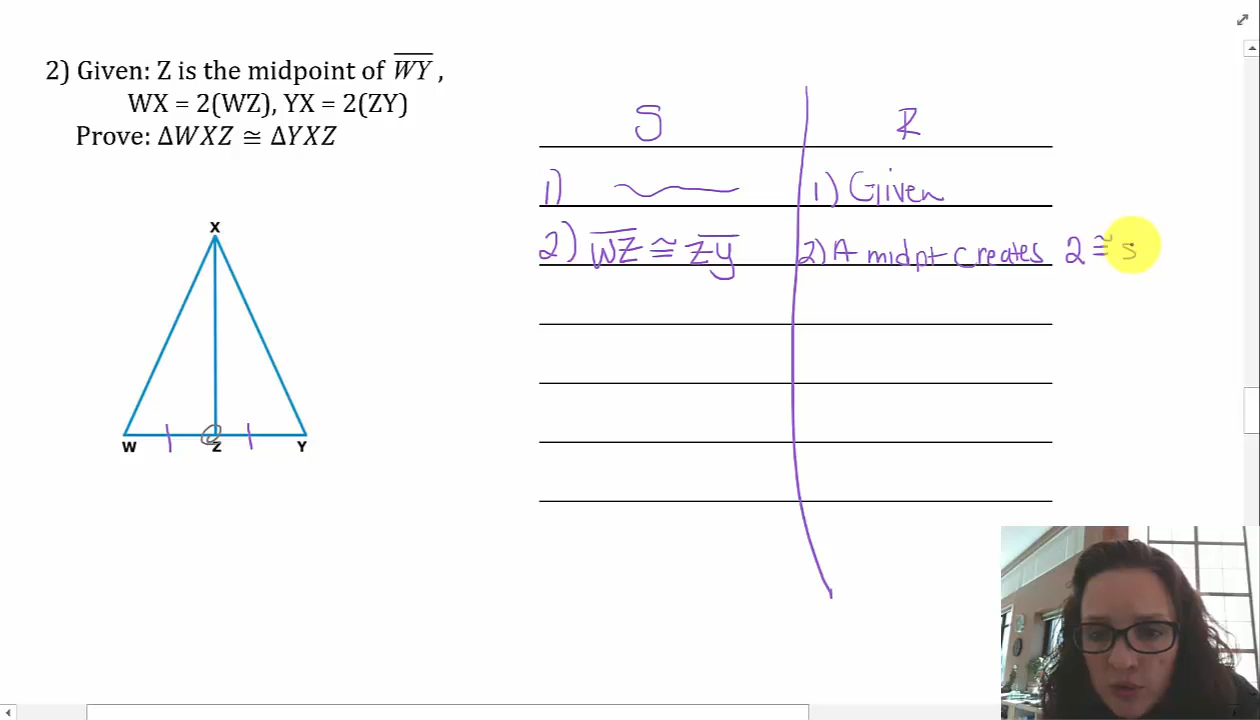 2) Given: Z is the midpoint of WY,
WX = 2(WZ), YX = 2(ZY)
Prove: ΔWXZ ≅ ΔYXZ
S R
1) 1) Given
2) WZ ≅ ZY 2) A midpt creates 2 ≅ s
X
W Z Y